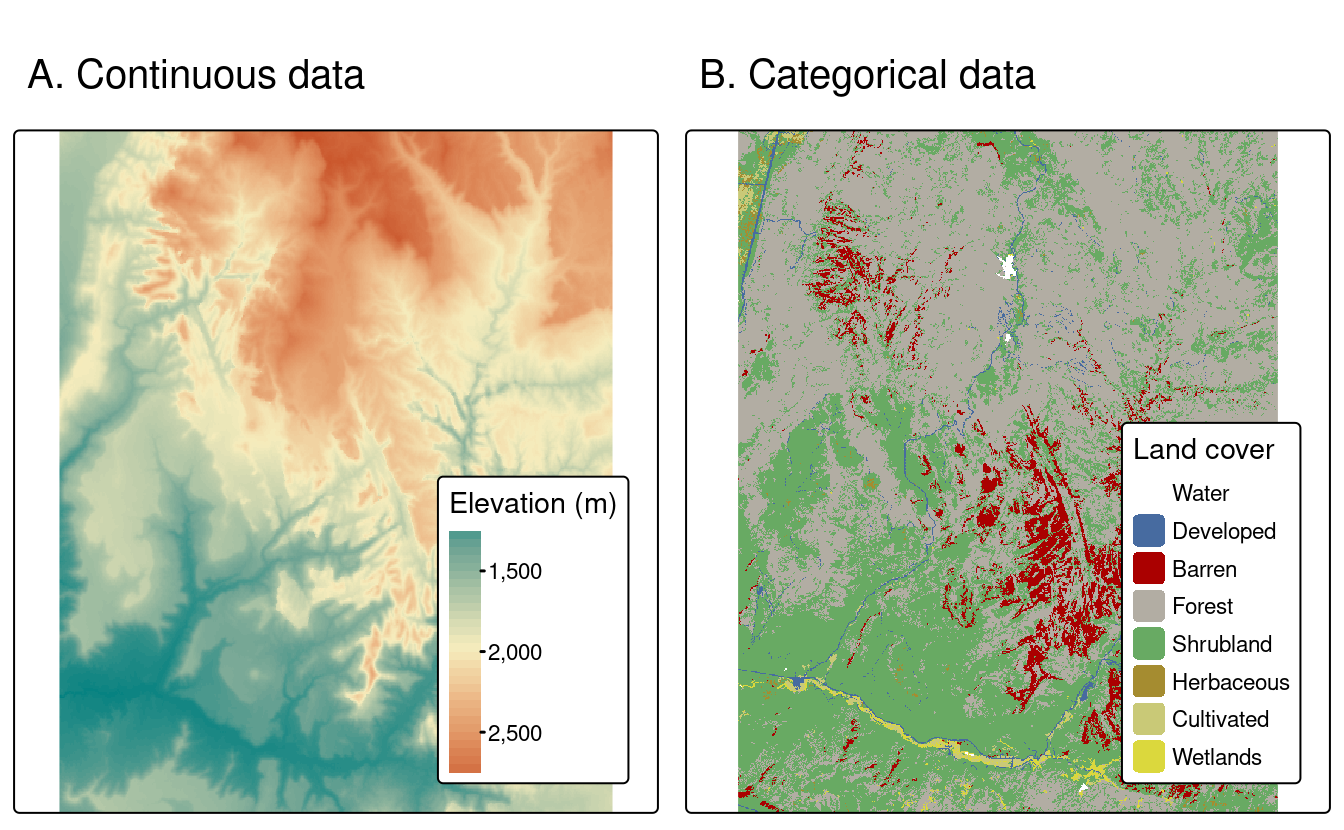 A. Continuous data
B. Categorical data
Elevation (m)
1,500
2,000
2,500
Land cover
Water
Developed
Barren
Forest
Shrubland
Herbaceous
Cultivated
Wetlands